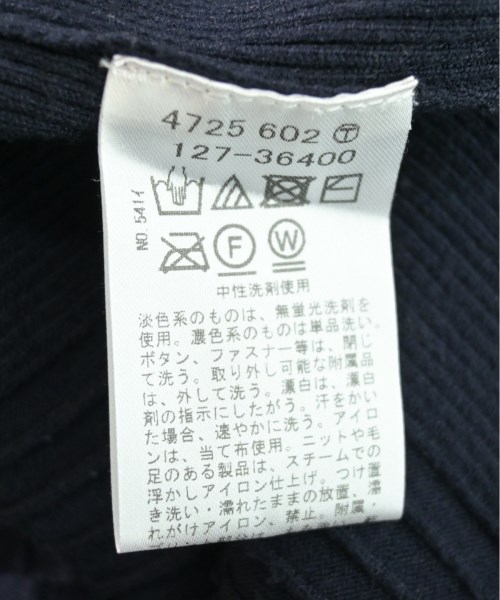 4725 602 Ⓣ
127-36400
NO. 541イ
F W
中性洗剤使用
淡色系のものは、無蛍光洗剤を
使用。濃色系のものは単品洗い。
ボタン、ファスナー等は、閉じ
て洗う。取り外し可能な附属品
は、外して洗う。漂白は、漂白
剤の指示にしたがう。汗をかい
た場合、速やかに洗う。アイロ
ンは、当て布使用。ニットや毛
足のある製品は、スチームでの
浮かしアイロン仕上げ。つけ置
き洗い・濡れたままの放置、濡
れがけアイロン、禁止。附属・